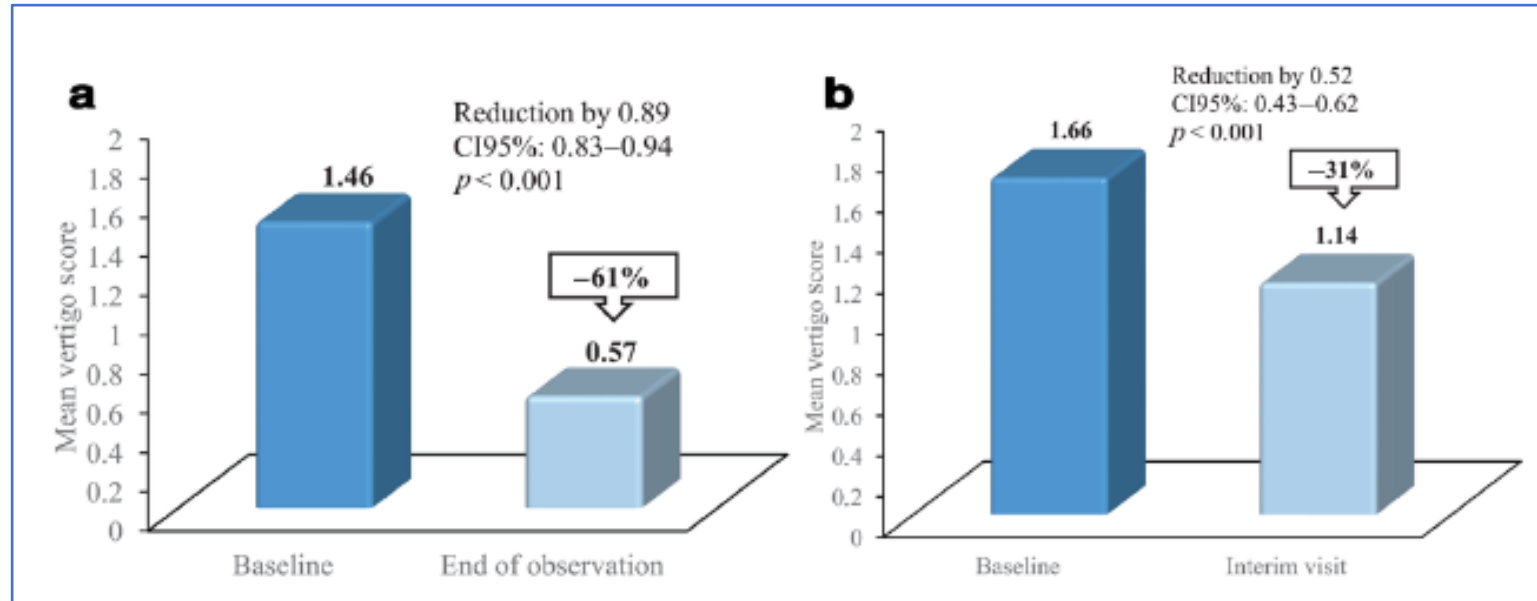 a
Reduction by 0.89
CI95%: 0.83–0.94
p < 0.001
Mean vertigo score
2
1.8
1.6
1.4
1.2
1
0.8
0.6
0.4
0.2
0
1.46
–61%
0.57
Baseline
End of observation
b
Reduction by 0.52
CI95%: 0.43–0.62
p < 0.001
Mean vertigo score
2
1.8
1.6
1.4
1.2
1
0.8
0.6
0.4
0.2
0
1.66
–31%
1.14
Baseline
Interim visit